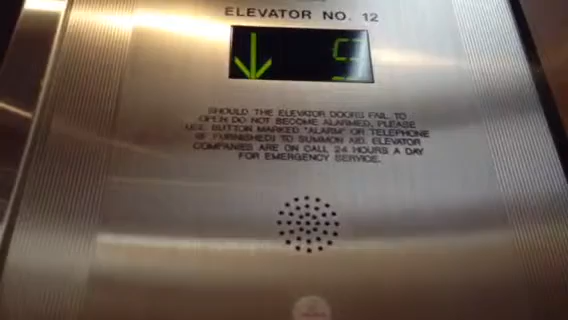 ELEVATOR NO. 12
9
SHOULD THE ELEVATOR DOORS FAIL TO
OPEN DO NOT BECOME ALARMED. PLEASE
USE BUTTON MARKED "ALARM" OR TELEPHONE
(IF FURNISHED) TO SUMMON AID. ELEVATOR
COMPANIES ARE ON CALL 24 HOURS A DAY
FOR EMERGENCY SERVICE.